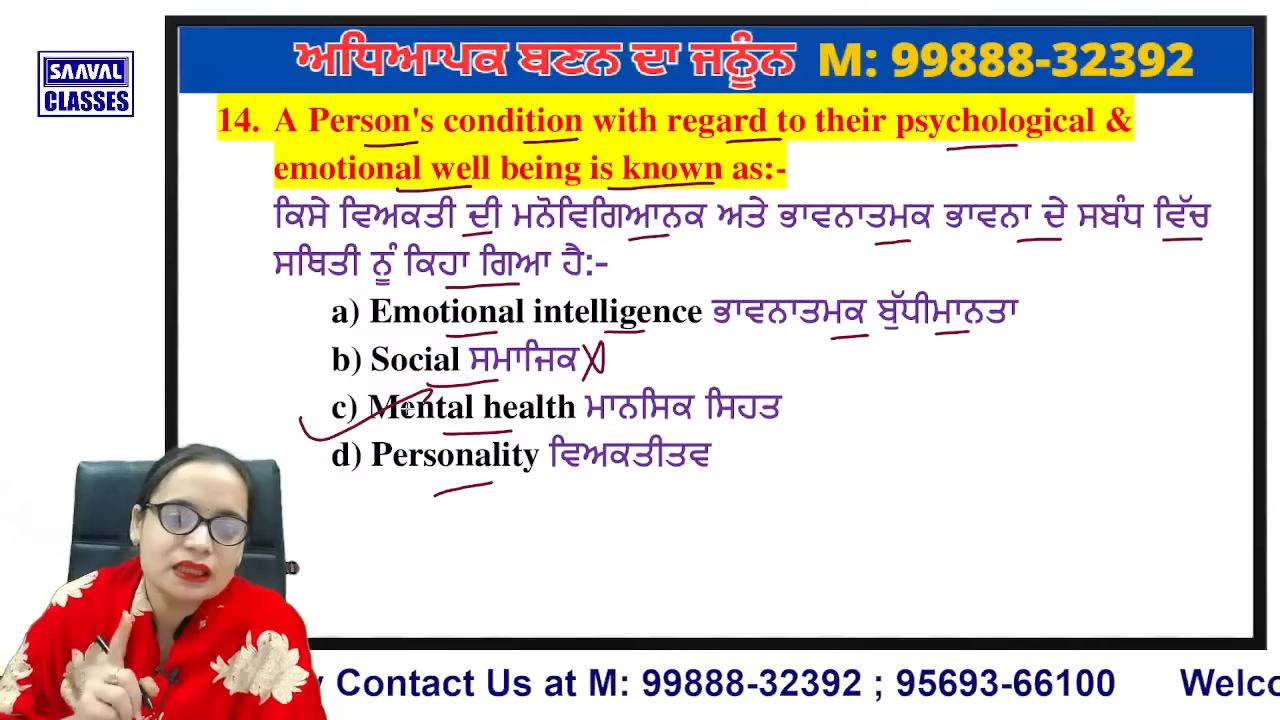 SAAVAL
CLASSES
ਅਧਿਆਪਕ ਬਣਨ ਦਾ ਜਨੂੰਨ M: 99888-32392
14. A Person's condition with regard to their psychological &
emotional well being is known as:-
ਕਿਸੇ ਵਿਅਕਤੀ ਦੀ ਮਨੋਵਿਗਿਆਨਕ ਅਤੇ ਭਾਵਨਾਤਮਕ ਭਾਵਨਾ ਦੇ ਸਬੰਧ ਵਿੱਚ
ਸਥਿਤੀ ਨੂੰ ਕਿਹਾ ਗਿਆ ਹੈ:-
a) Emotional intelligence ਭਾਵਨਾਤਮਕ ਬੁੱਧੀਮਾਨਤਾ
b) Social ਸਮਾਜਿਕ
c) Mental health ਮਾਨਸਿਕ ਸਿਹਤ
d) Personality ਵਿਅਕਤੀਤਵ
Contact Us at M: 99888-32392 ; 95693-66100